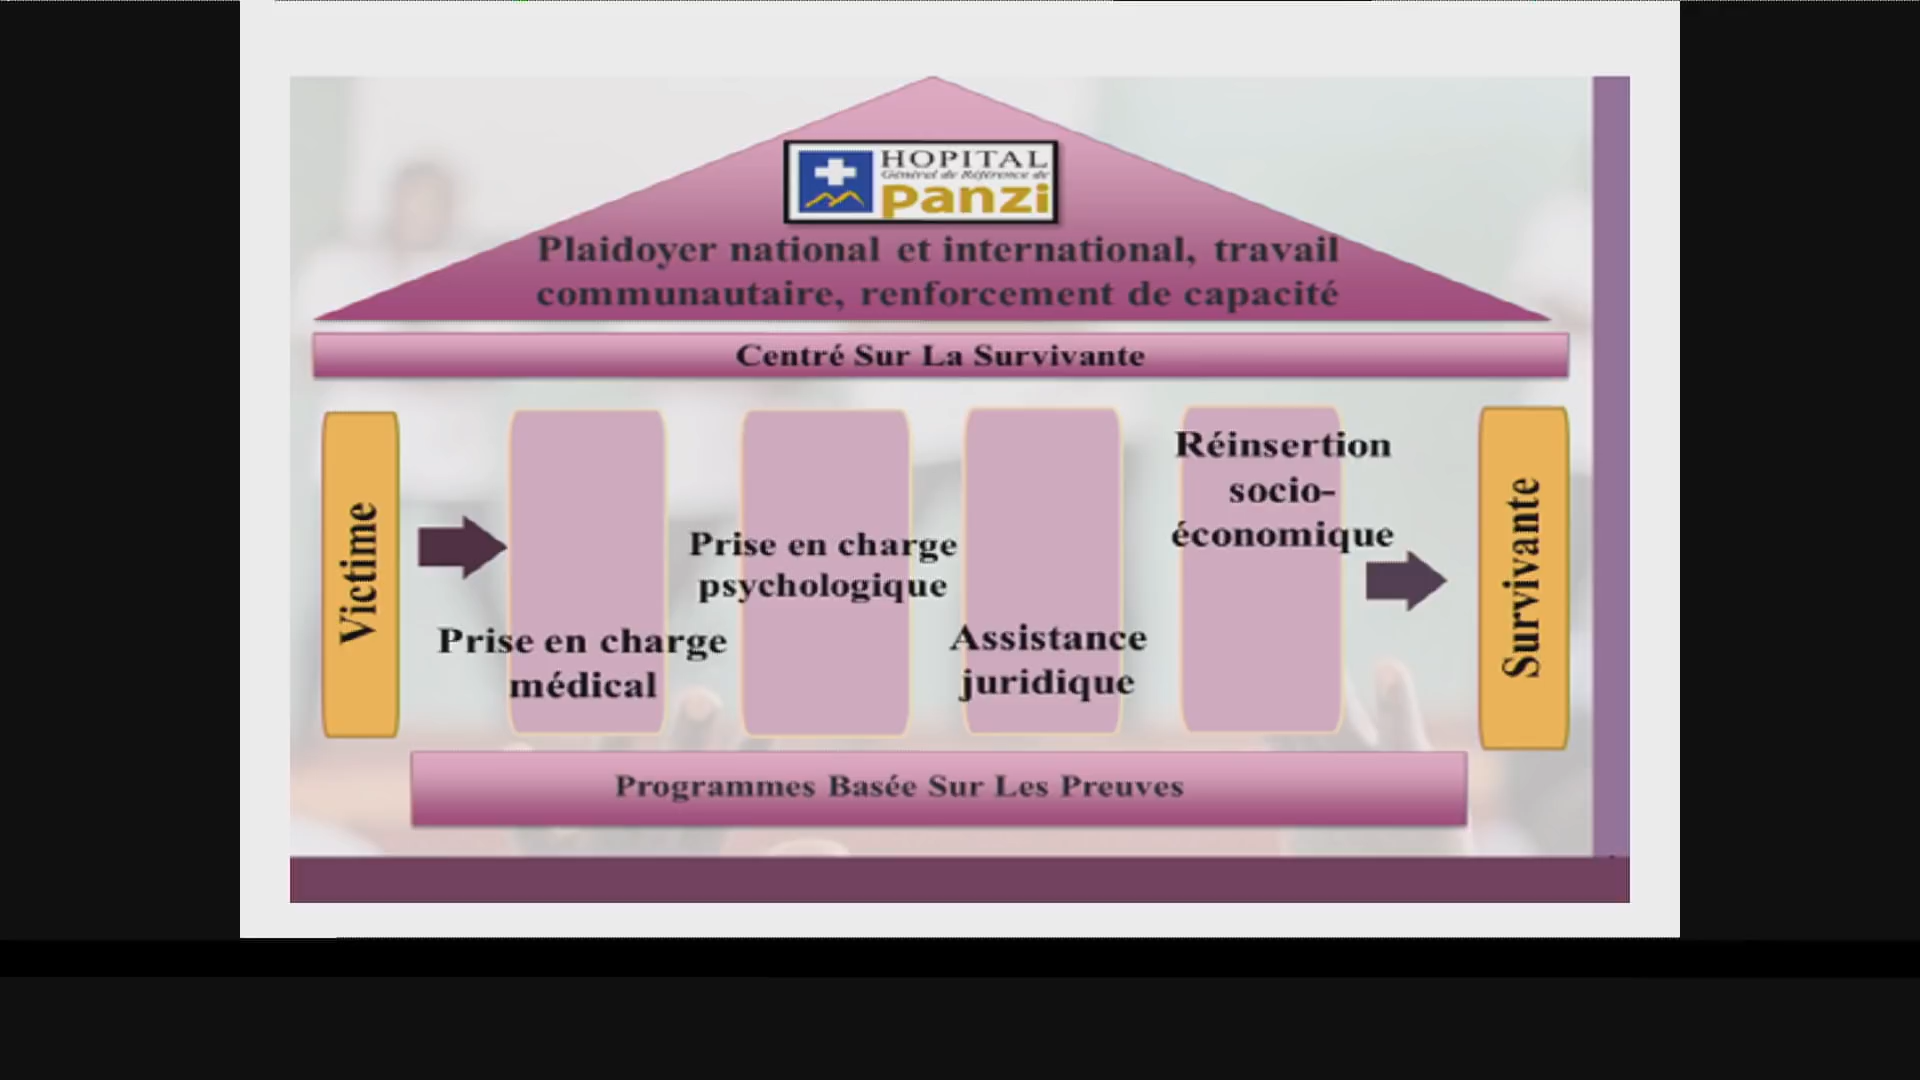 HOPITAL
Général de Référence de
panzi
Plaidoyer national et international, travail
communautaire, renforcement de capacité
Centré Sur La Survivante
Victime
Prise en charge
médical
Prise en charge
psychologique
Assistance
juridique
Réinsertion
socio-
économique
Survivante
Programmes Basée Sur Les Preuves